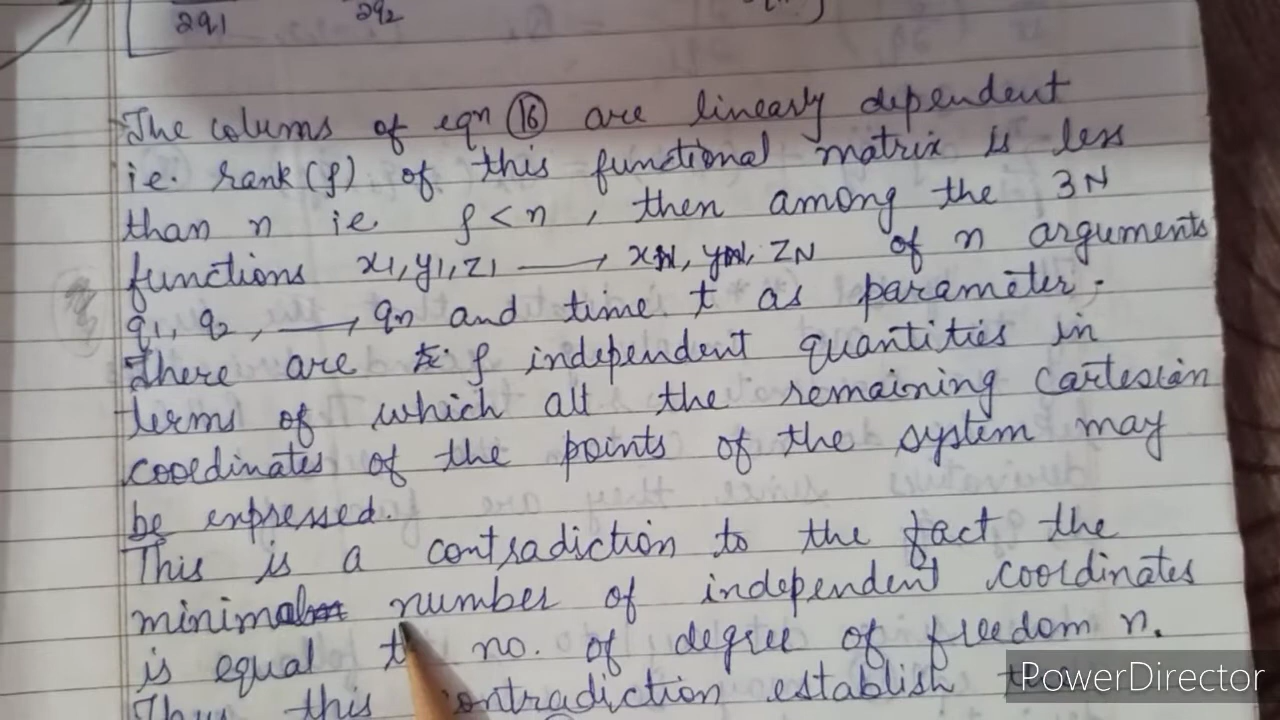 2q1 2q2
The colums of eqn 16 are linearly dependent
i.e. rank (ρ) of this functional matrix is less
than n ie ρ < n , then among the 3N
functions x1, y1, z1 → xN, yN, ZN of n arguments
q1, q2, → qn and time t as parameter.
There are ρ independent quantities in
terms of which all the remaining Cartesian
coordinates of the points of the system may
be expressed.
This is a contradiction to the fact the
minimal number of independent coordinates
is equal no. of degree of freedom n.
Thus this contradiction establish
PowerDirector